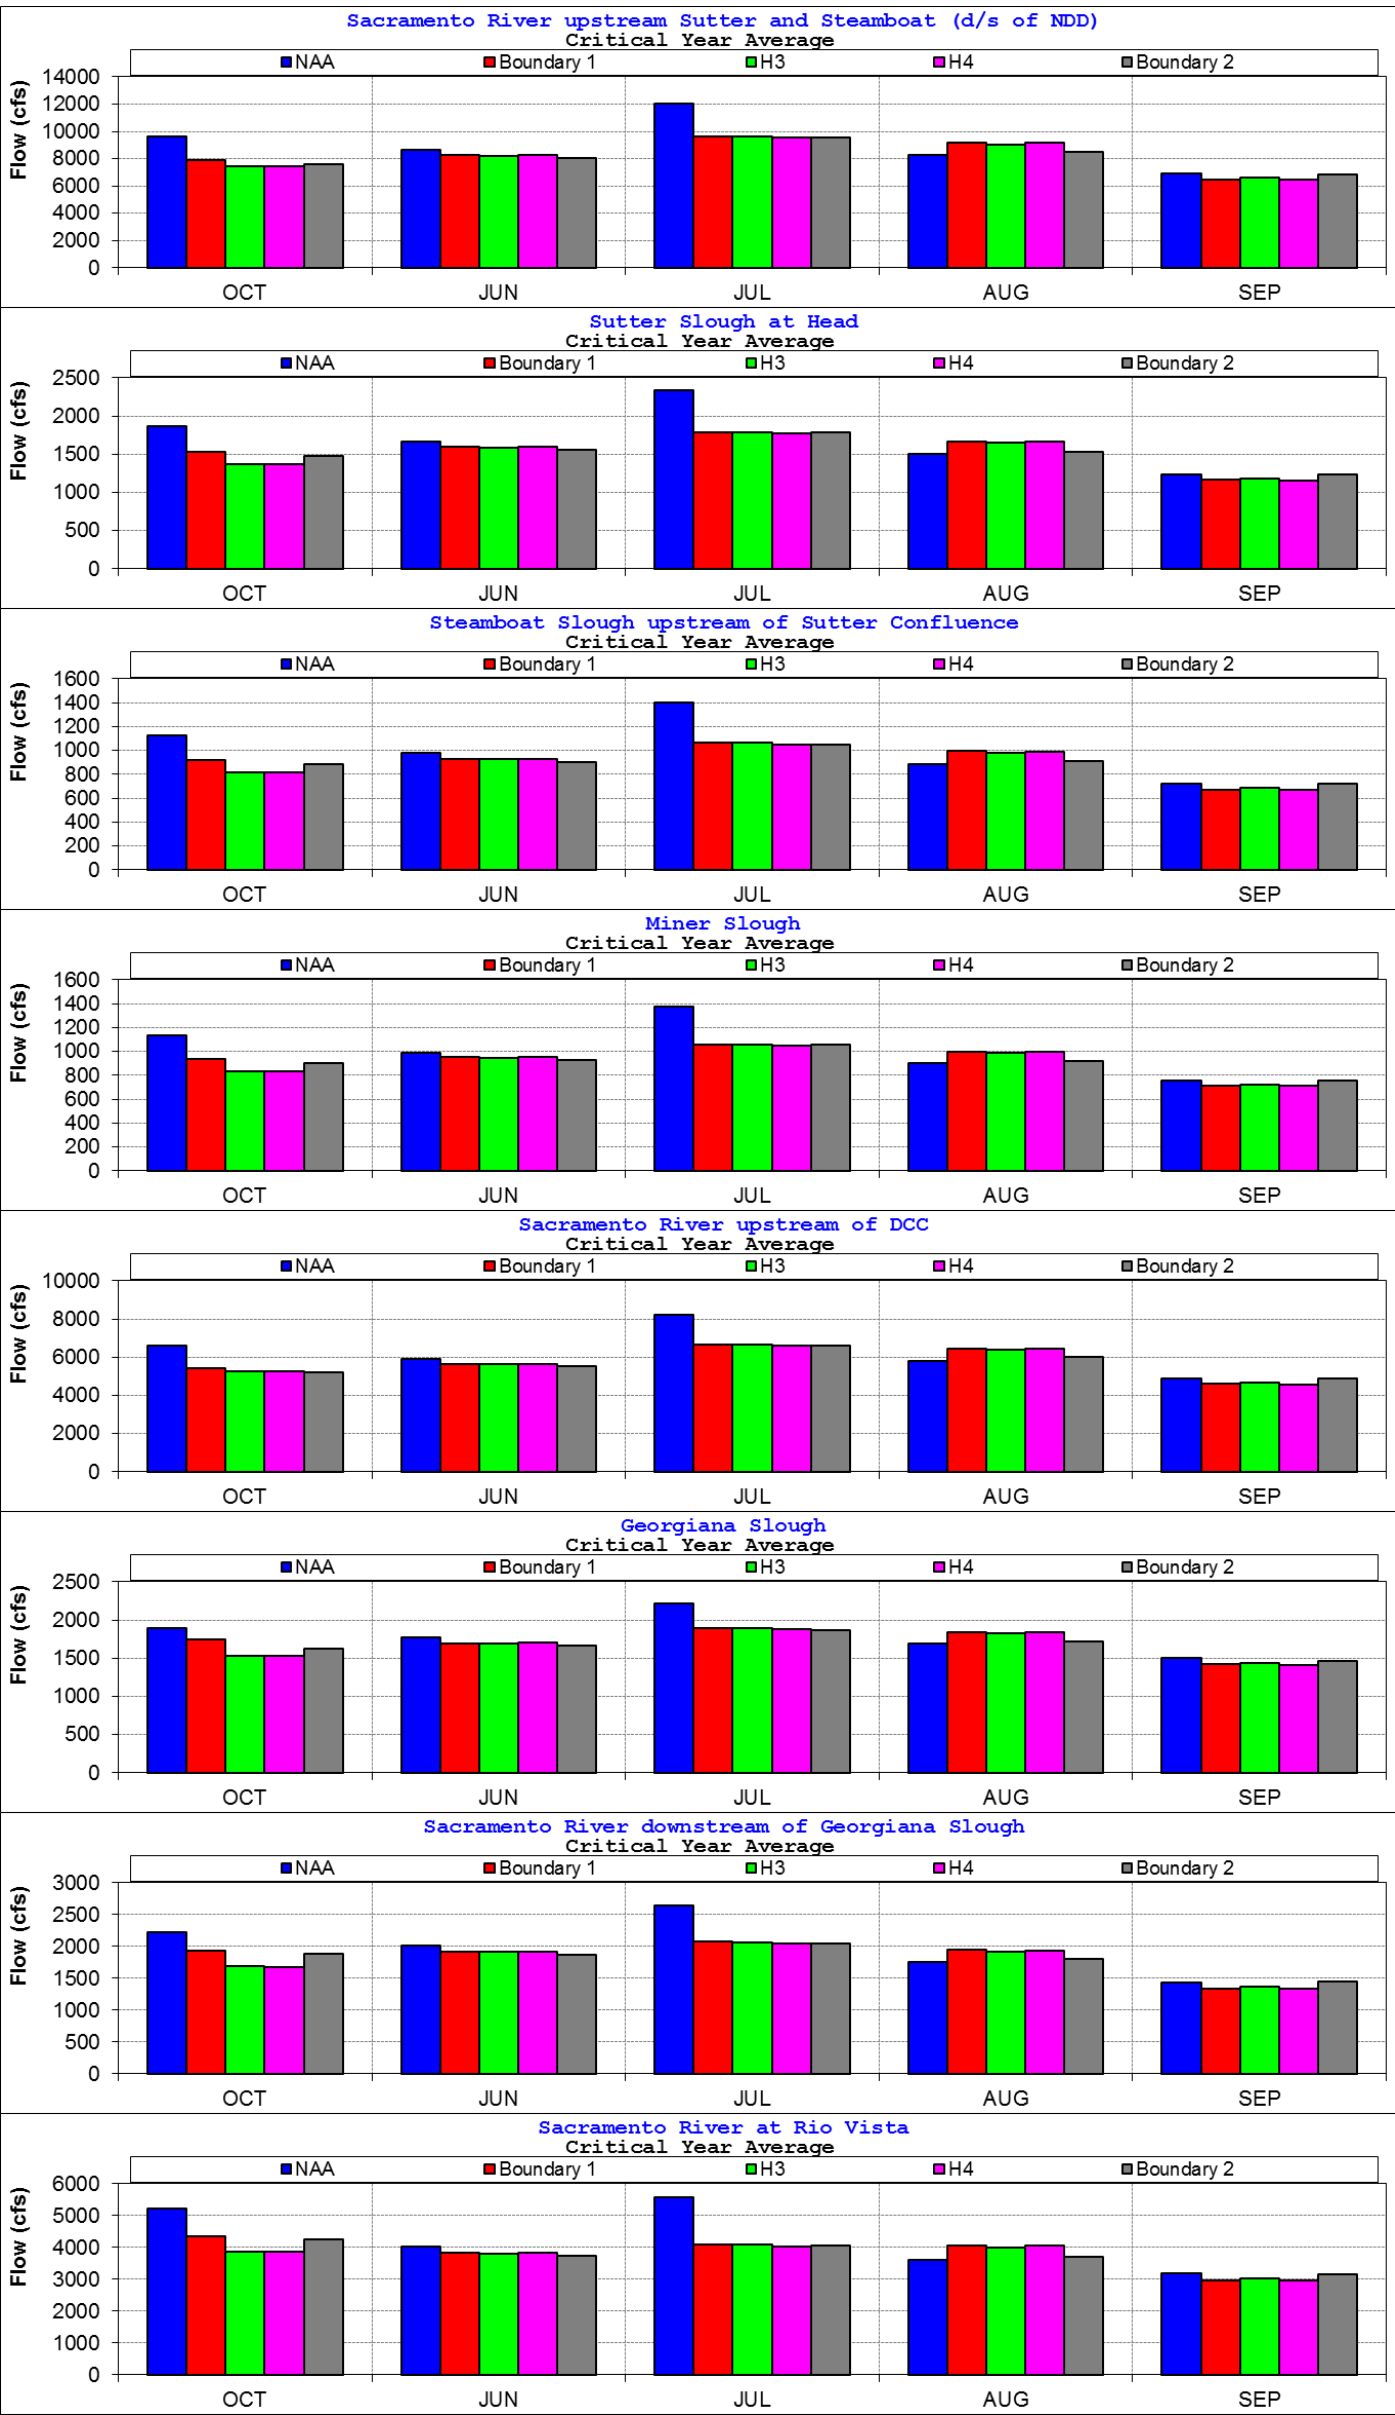 Sacramento River upstream Sutter and Steamboat (d/s of NDD)
Critical Year Average
NAA Boundary 1 H3 H4 Boundary 2
Flow (cfs)
14000
12000
10000
8000
6000
4000
2000
0
OCT JUN JUL AUG SEP
Sutter Slough at Head
Critical Year Average
NAA Boundary 1 H3 H4 Boundary 2
Flow (cfs)
2500
2000
1500
1000
500
0
OCT JUN JUL AUG SEP
Steamboat Slough upstream of Sutter Confluence
Critical Year Average
NAA Boundary 1 H3 H4 Boundary 2
Flow (cfs)
1600
1400
1200
1000
800
600
400
200
0
OCT JUN JUL AUG SEP
Miner Slough
Critical Year Average
NAA Boundary 1 H3 H4 Boundary 2
Flow (cfs)
1600
1400
1200
1000
800
600
400
200
0
OCT JUN JUL AUG SEP
Sacramento River upstream of DCC
Critical Year Average
NAA Boundary 1 H3 H4 Boundary 2
Flow (cfs)
10000
8000
6000
4000
2000
0
OCT JUN JUL AUG SEP
Georgiana Slough
Critical Year Average
NAA Boundary 1 H3 H4 Boundary 2
Flow (cfs)
2500
2000
1500
1000
500
0
OCT JUN JUL AUG SEP
Sacramento River downstream of Georgiana Slough
Critical Year Average
NAA Boundary 1 H3 H4 Boundary 2
Flow (cfs)
3000
2500
2000
1500
1000
500
0
OCT JUN JUL AUG SEP
Sacramento River at Rio Vista
Critical Year Average
NAA Boundary 1 H3 H4 Boundary 2
Flow (cfs)
6000
5000
4000
3000
2000
1000
0
OCT JUN JUL AUG SEP